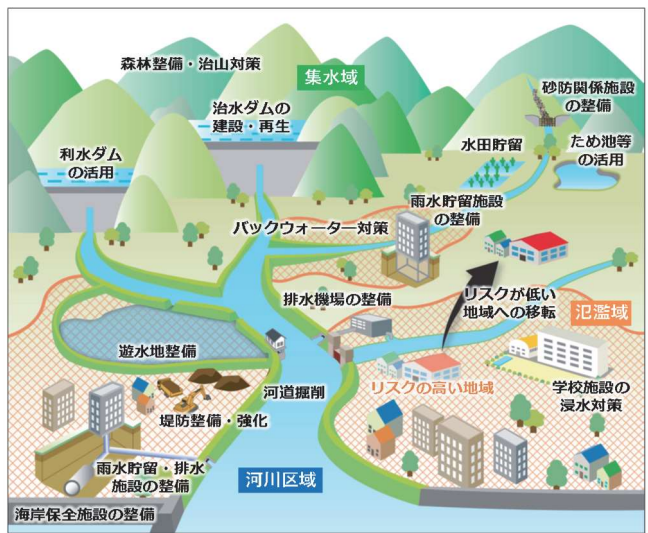 森林整備・治山対策
集水域
砂防関係施設
の整備
治水ダムの
建設・再生
水田貯留
ため池等
の活用
利水ダム
の活用
雨水貯留施設
の整備
バックウォーター対策
排水機場の整備
リスクが低い
地域への移転
氾濫域
遊水地整備
河道掘削
リスクの高い地域
学校施設の
浸水対策
堤防整備・強化
雨水貯留・排水
施設の整備
河川区域
海岸保全施設の整備